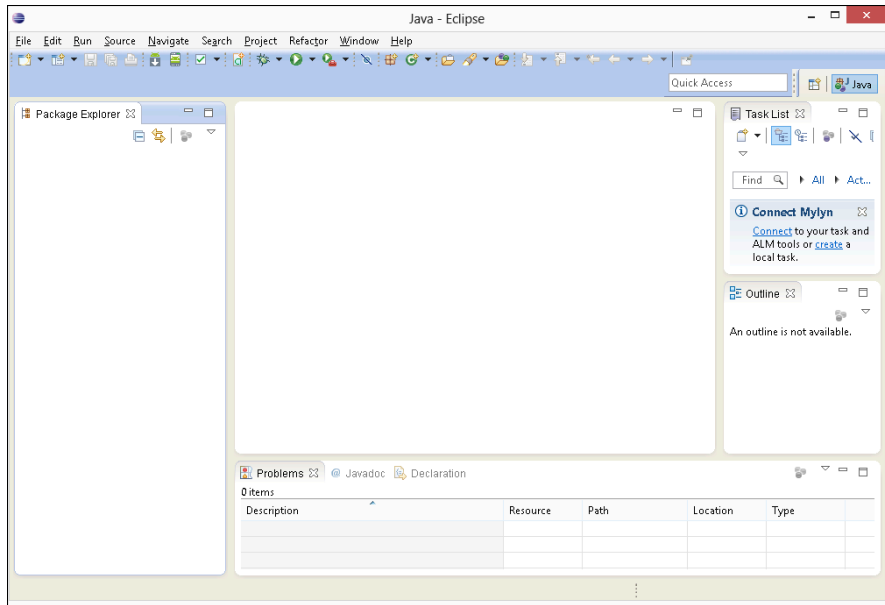 Java - Eclipse
File Edit Run Source Navigate Search Project Refactor Window Help
Quick Access
Java
Package Explorer
Task List
Find All Act...
Connect Mylyn
Connect to your task and
ALM tools or create a
local task.
Outline
An outline is not available.
Problems @ Javadoc Declaration
0 items
Description Resource Path Location Type